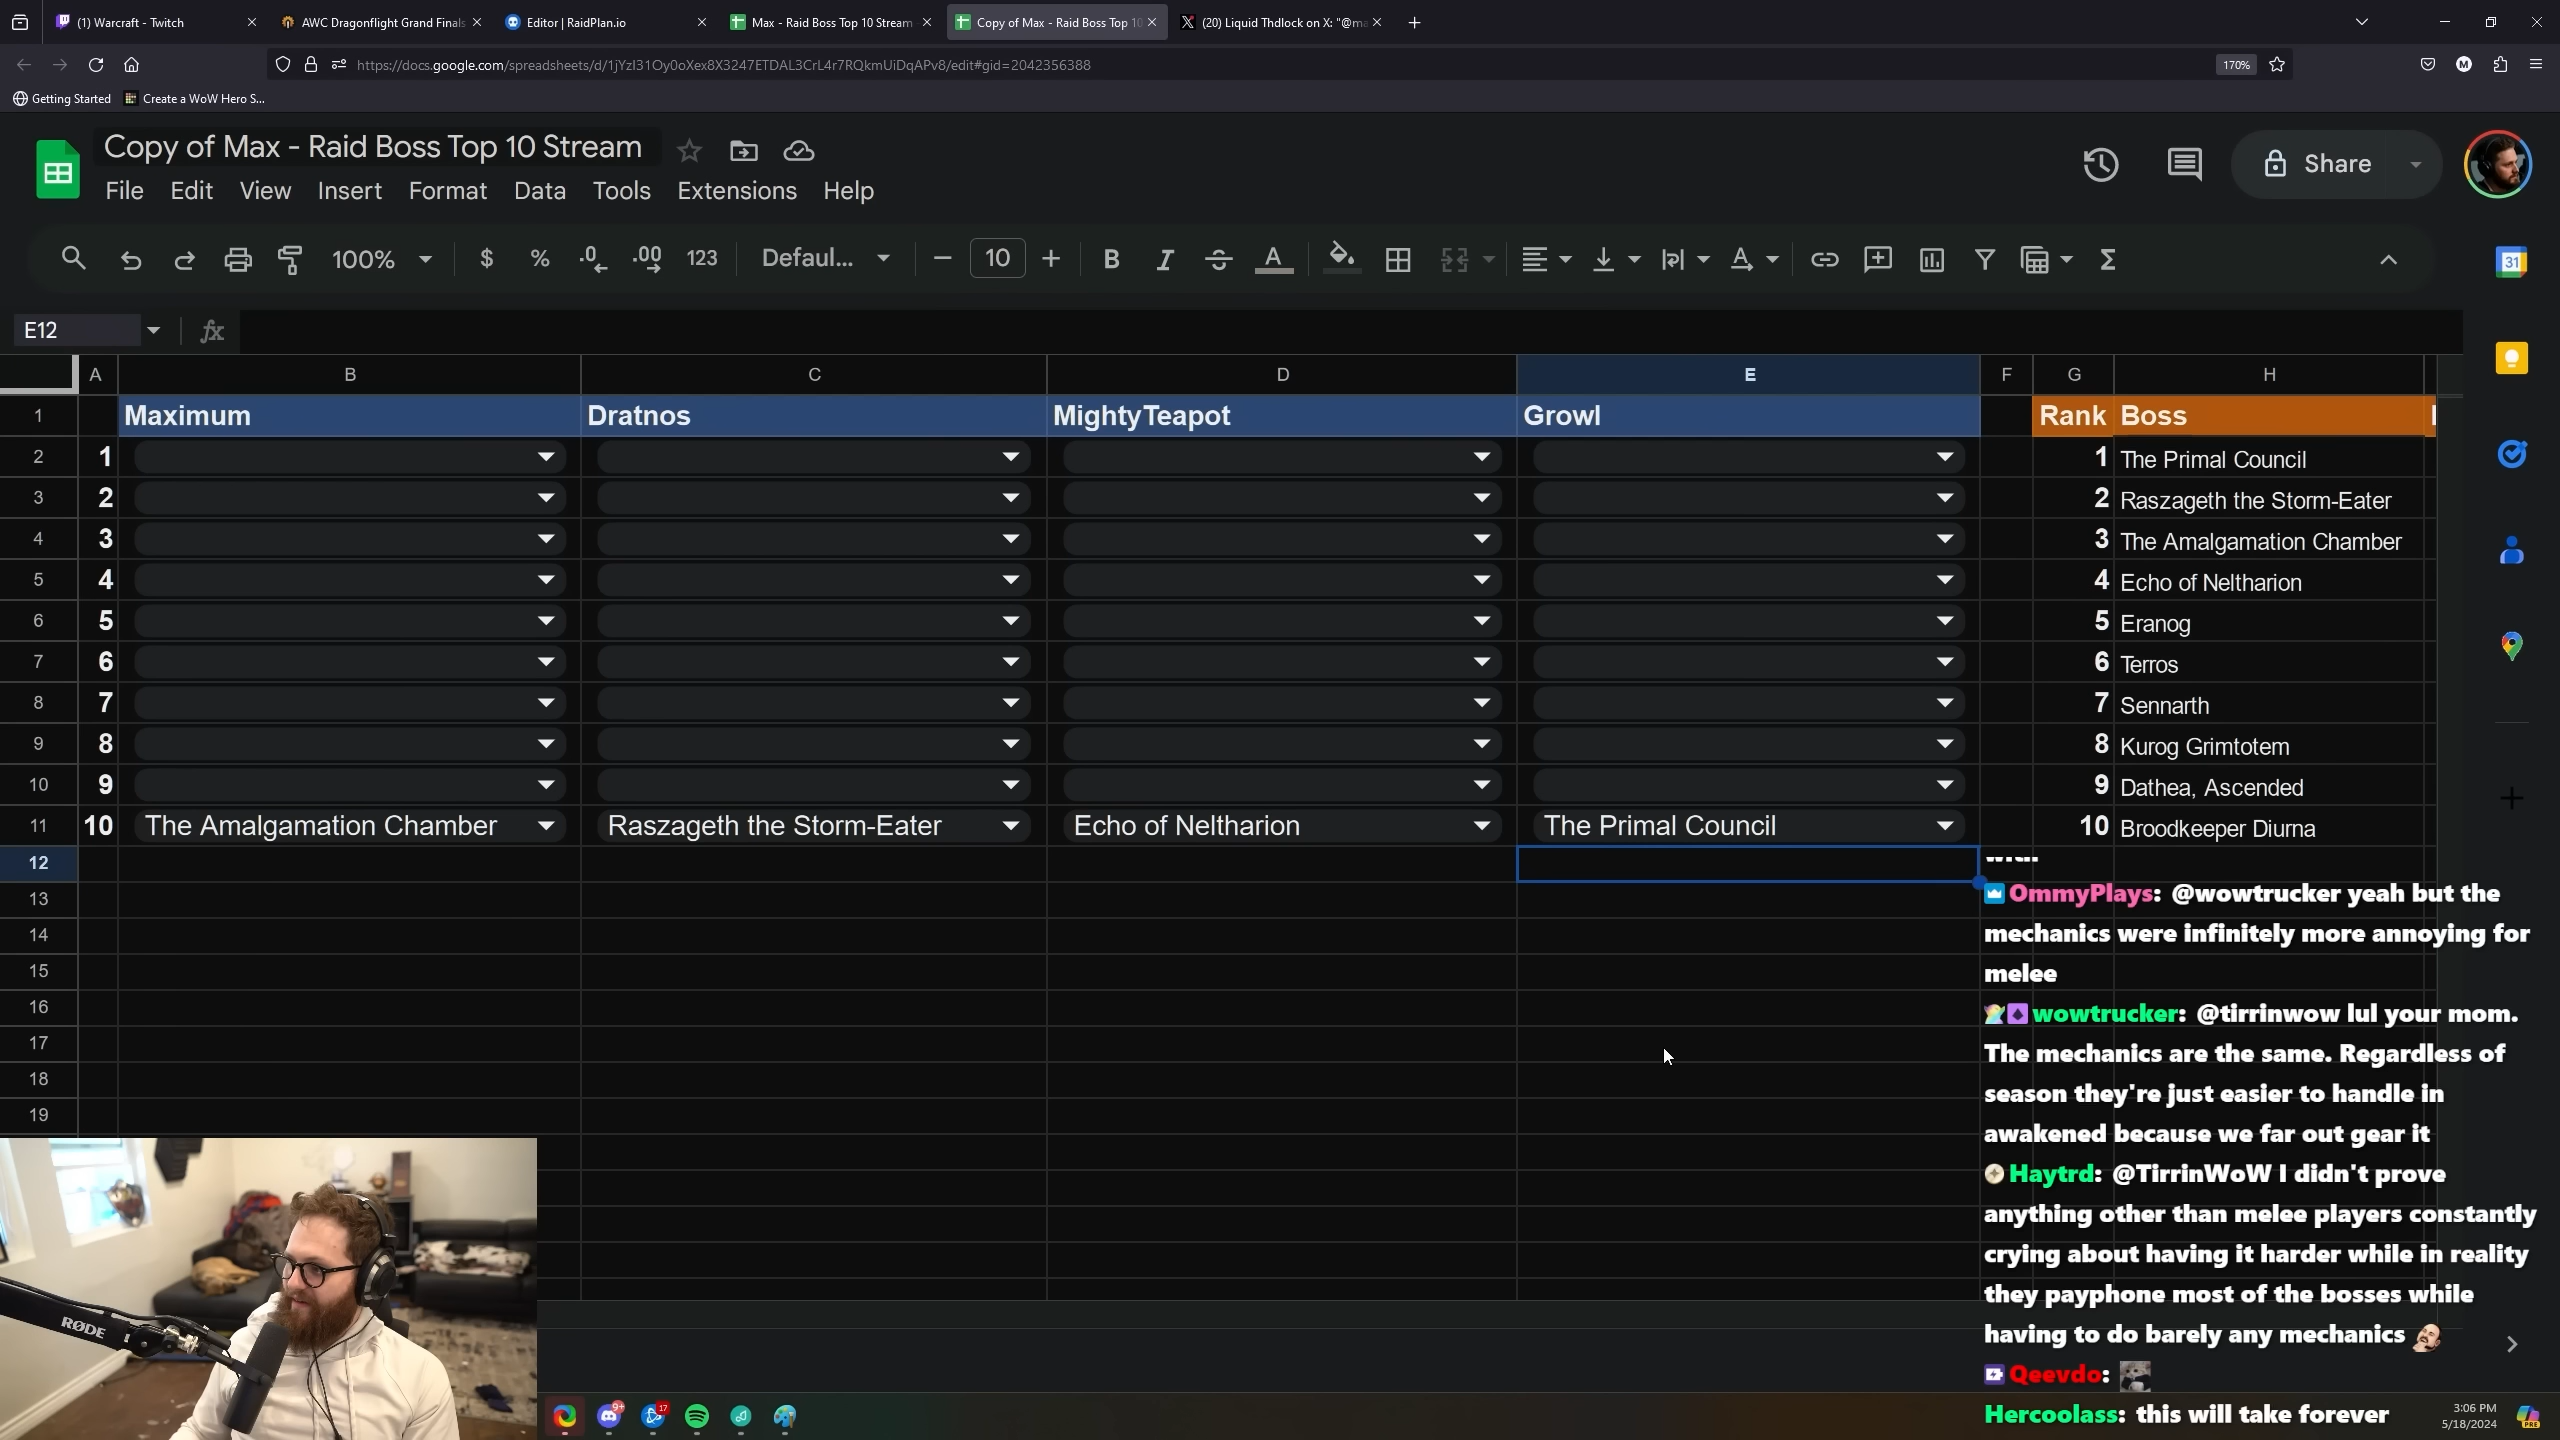 (1) Warcraft - Twitch
AWC Dragonflight Grand Finals
Editor | RaidPlan.io
Max - Raid Boss Top 10 Stream
Copy of Max - Raid Boss Top 10
(20) Liquid Thdlock on X: "@ma
https://docs.google.com/spreadsheets/d/1jYzI31Oy0oXex8X3247ETDAL3CrL4r7RQkmUiDqAPv8/edit#gid=2042356388
170%
Getting Started
Create a WoW Hero S...
Copy of Max - Raid Boss Top 10 Stream
File Edit View Insert Format Data Tools Extensions Help
Share
100% $ % .0 .00 123 Defaul... 10 B I A
31
E12 fx
A B C D E F G H
1 Maximum Dratnos MightyTeapot Growl Rank Boss
2 1 1 The Primal Council
3 2 2 Raszageth the Storm-Eater
4 3 3 The Amalgamation Chamber
5 4 4 Echo of Neltharion
6 5 5 Eranog
7 6 6 Terros
8 7 7 Sennarth
9 8 8 Kurog Grimtotem
10 9 9 Dathea, Ascended
11 10 The Amalgamation Chamber Raszageth the Storm-Eater Echo of Neltharion The Primal Council 10 Broodkeeper Diurna
12
13
14
15
16
17
18
19
OmmyPlays: @wowtrucker yeah but the
mechanics were infinitely more annoying for
melee
wowtrucker: @tirrinwow lul your mom.
The mechanics are the same. Regardless of
season they're just easier to handle in
awakened because we far out gear it
Haytrd: @TirrinWoW I didn't prove
anything other than melee players constantly
crying about having it harder while in reality
they payphone most of the bosses while
having to do barely any mechanics
Qeevdo:
Hercoolass: this will take forever
RØDE
9+
17
3:06 PM
5/18/2024
PRE